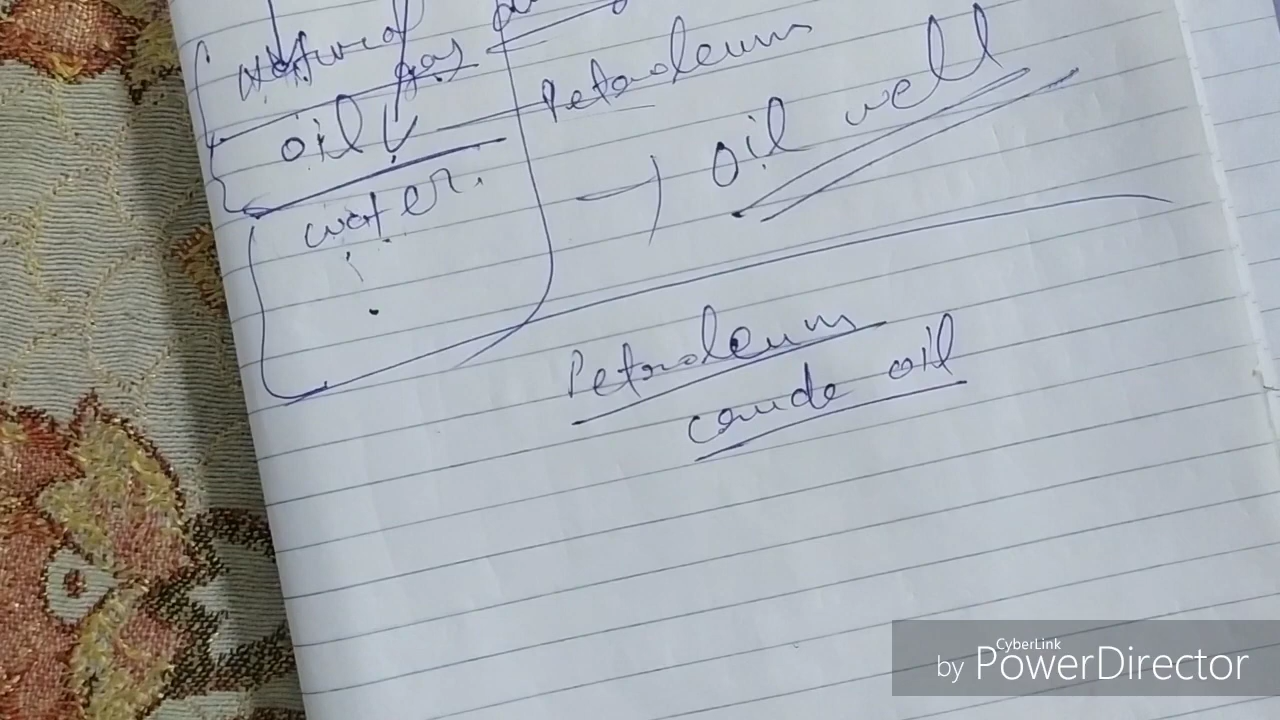 Natural
gas
oil
Petroleum
→ oil well
water.
Petroleum
crude oil
CyberLink
by PowerDirector